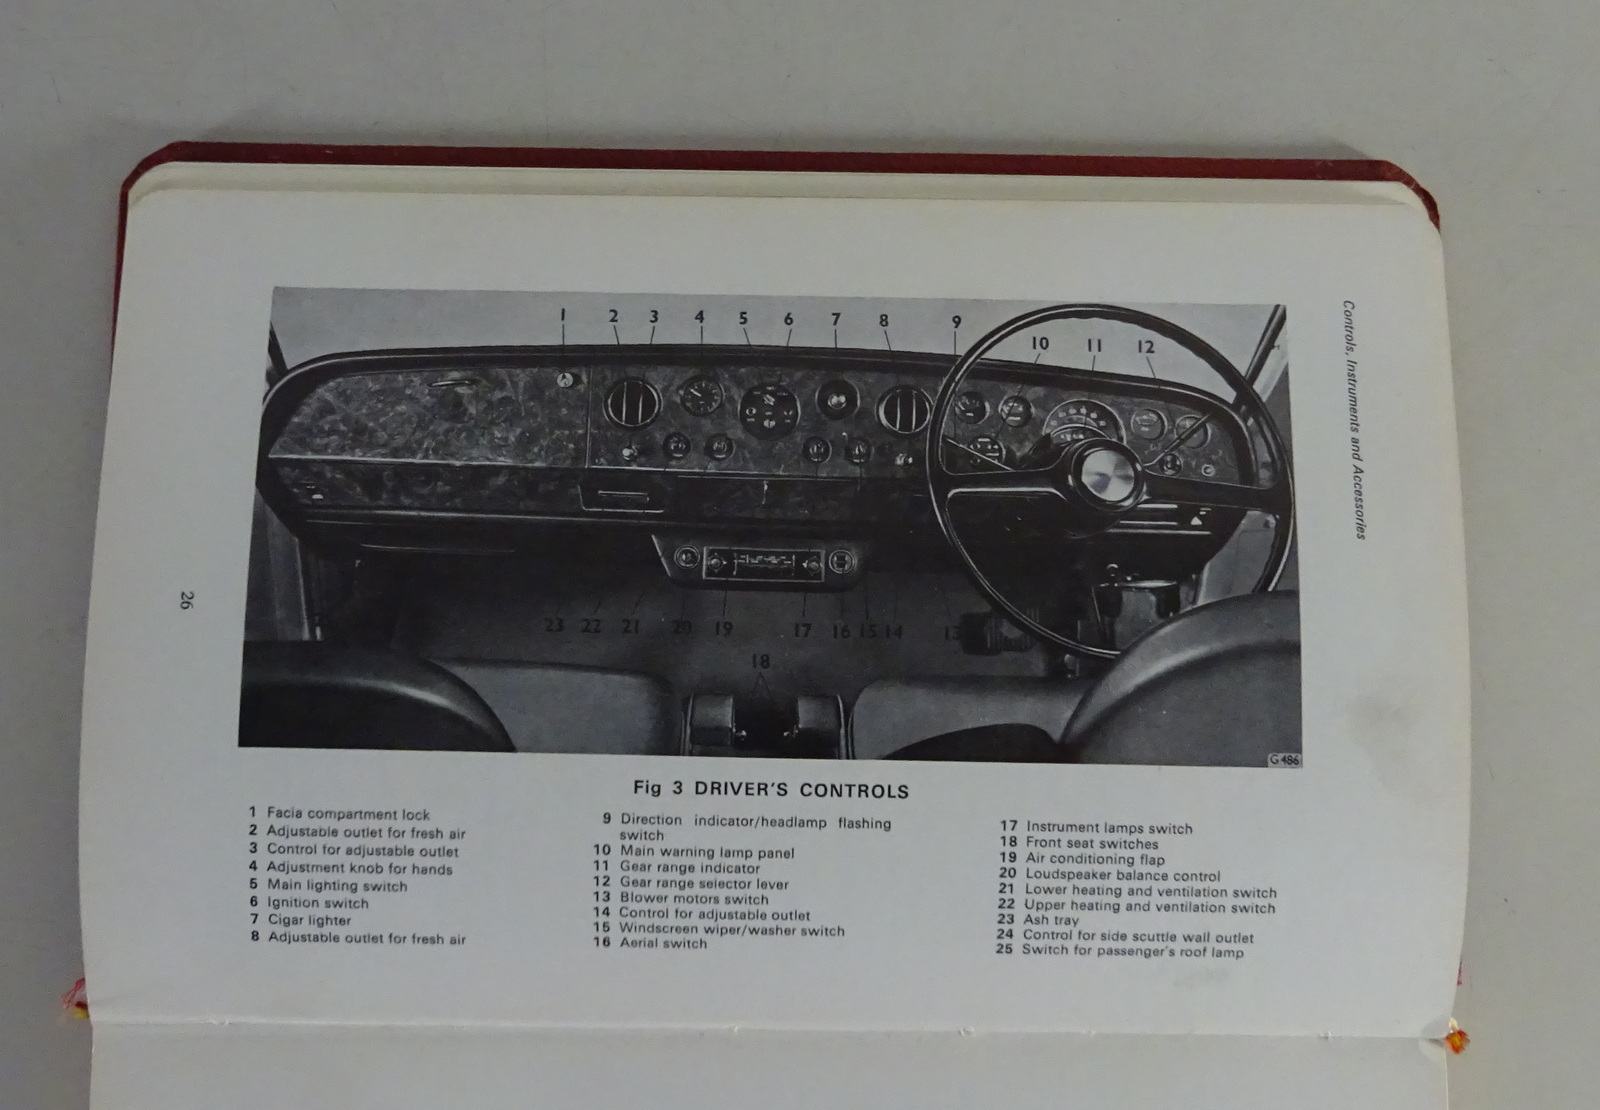 Controls, Instruments and Accessories
1 2 3 4 5 6 7 8 9
10 11 12
23 22 21 20 19 17 16 15 14 13
18
G 486
26
Fig 3 DRIVER'S CONTROLS
1 Facia compartment lock
2 Adjustable outlet for fresh air
3 Control for adjustable outlet
4 Adjustment knob for hands
5 Main lighting switch
6 Ignition switch
7 Cigar lighter
8 Adjustable outlet for fresh air
9 Direction indicator/headlamp flashing
switch
10 Main warning lamp panel
11 Gear range indicator
12 Gear range selector lever
13 Blower motors switch
14 Control for adjustable outlet
15 Windscreen wiper/washer switch
16 Aerial switch
17 Instrument lamps switch
18 Front seat switches
19 Air conditioning flap
20 Loudspeaker balance control
21 Lower heating and ventilation switch
22 Upper heating and ventilation switch
23 Ash tray
24 Control for side scuttle wall outlet
25 Switch for passenger's roof lamp